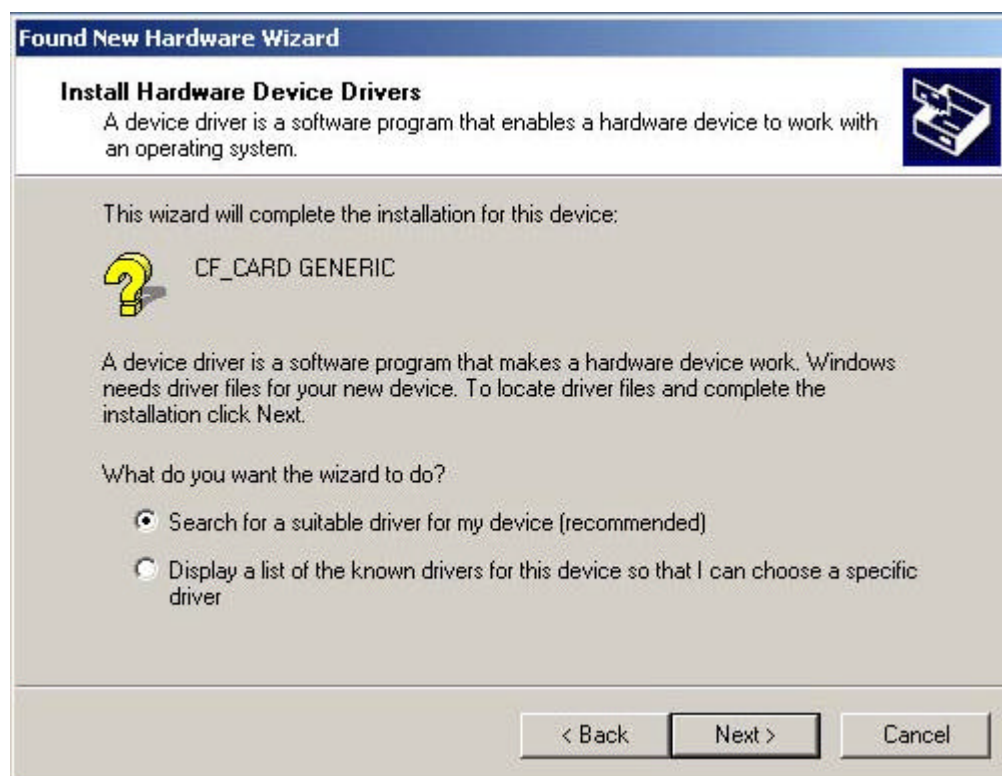 Found New Hardware Wizard
Install Hardware Device Drivers
A device driver is a software program that enables a hardware device to work with
an operating system.
This wizard will complete the installation for this device:
CF_CARD GENERIC
A device driver is a software program that makes a hardware device work. Windows
needs driver files for your new device. To locate driver files and complete the
installation click Next.
What do you want the wizard to do?
Search for a suitable driver for my device (recommended)
Display a list of the known drivers for this device so that I can choose a specific
driver
< Back Next > Cancel